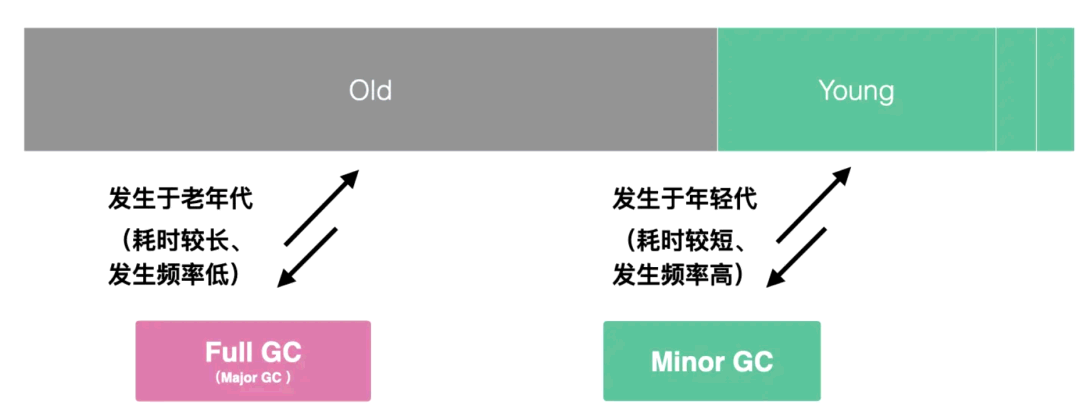 Old
Young
发生于老年代
（耗时较长、
发生频率低）
发生于年轻代
（耗时较短、
发生频率高）
Full GC
（Major GC ）
Minor GC